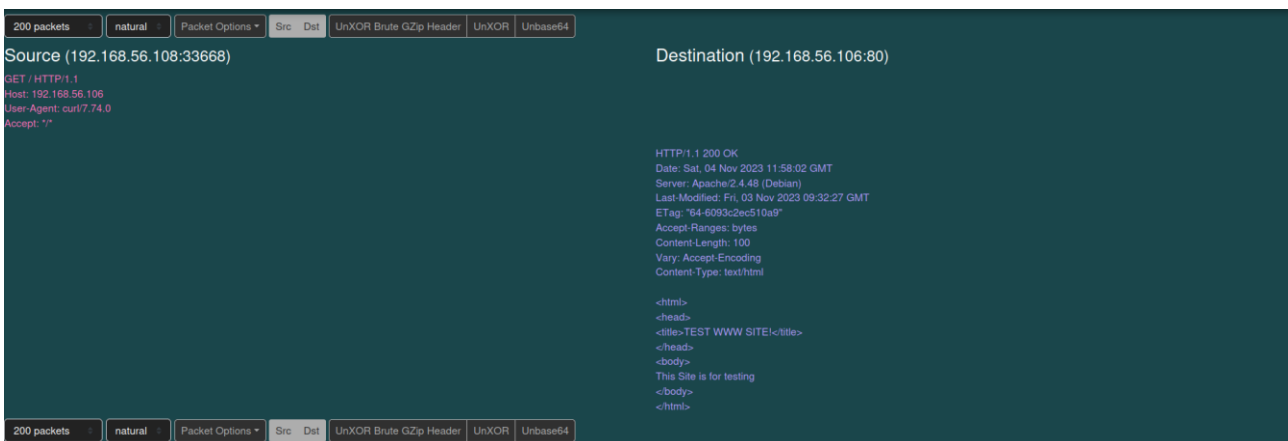 200 packets natural Packet Options Src Dst UnXOR Brute GZip Header UnXOR Unbase64
Source (192.168.56.108:33668)
GET / HTTP/1.1
Host: 192.168.56.106
User-Agent: curl/7.74.0
Accept: */*
Destination (192.168.56.106:80)
HTTP/1.1 200 OK
Date: Sat, 04 Nov 2023 11:58:02 GMT
Server: Apache/2.4.48 (Debian)
Last-Modified: Fri, 03 Nov 2023 09:32:27 GMT
ETag: "64-6093c2ec510a9"
Accept-Ranges: bytes
Content-Length: 100
Vary: Accept-Encoding
Content-Type: text/html
<html>
<head>
<title>TEST WWW SITE!</title>
</head>
<body>
This Site is for testing
</body>
</html>
200 packets natural Packet Options Src Dst UnXOR Brute GZip Header UnXOR Unbase64